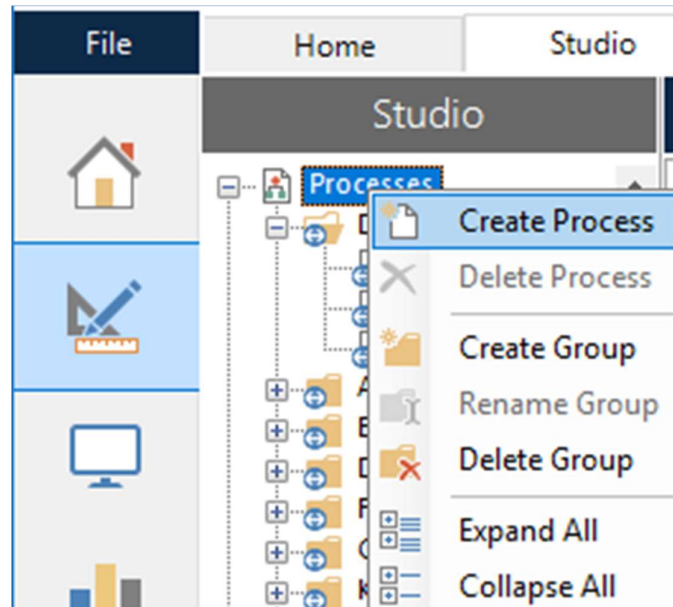 File
Home
Studio
Studio
Processes
Create Process
Delete Process
Create Group
Rename Group
Delete Group
Expand All
Collapse All